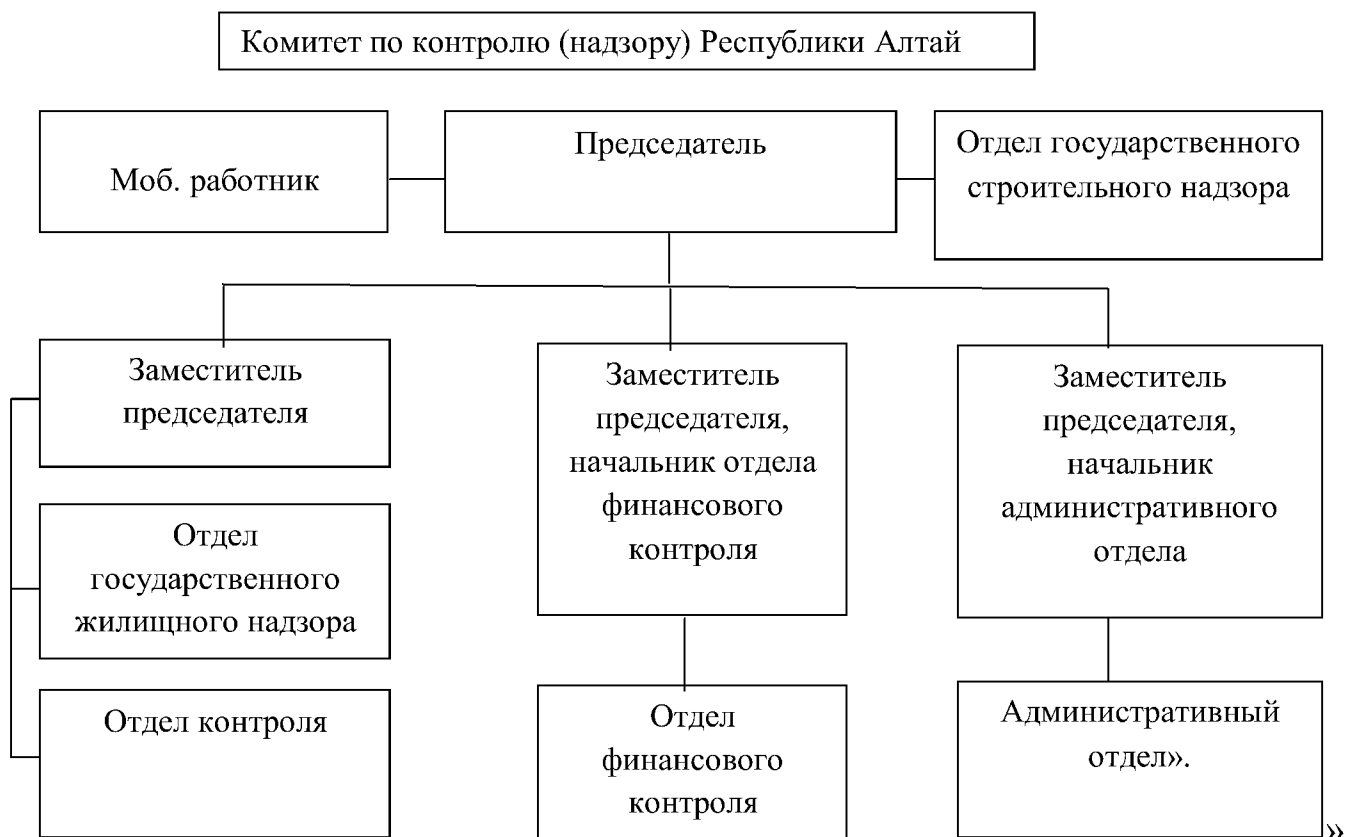 Комитет по контролю (надзору) Республики Алтай
Моб. работник
Председатель
Отдел государственного
строительного надзора
Заместитель
председателя
Заместитель
председателя,
начальник отдела
финансового
контроля
Заместитель
председателя,
начальник
административного
отдела
Отдел
государственного
жилищного надзора
Отдел контроля
Отдел
финансового
контроля
Административный
отдел».
»